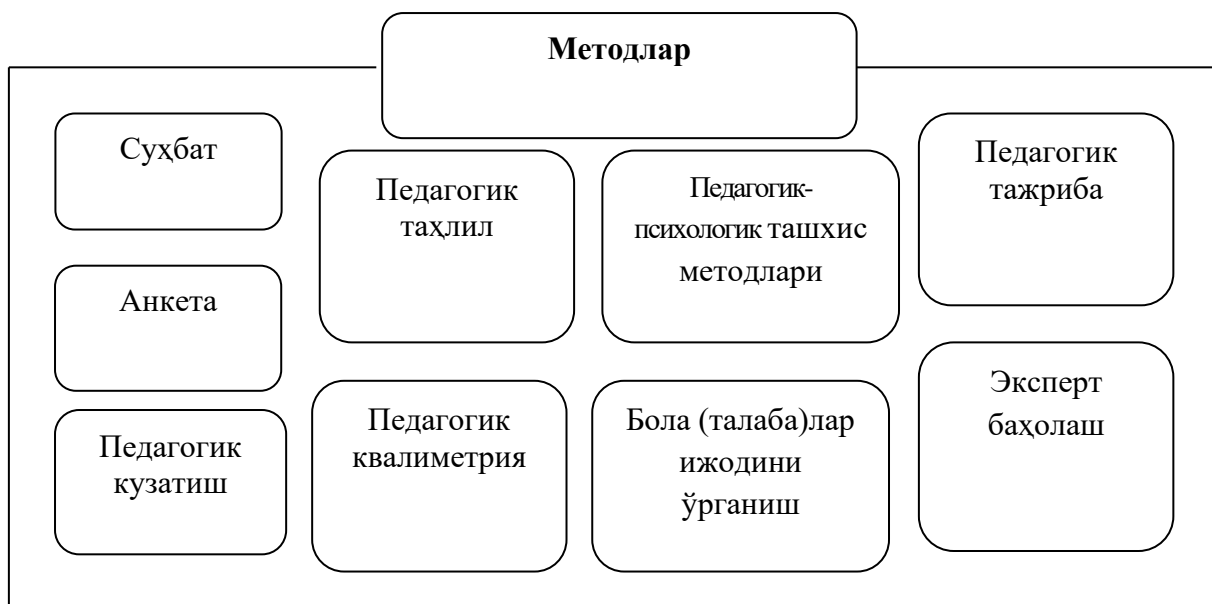 Методлар
Суҳбат
Анкета
Педагогик
кузатиш
Педагогик
таҳлил
Педагогик
квалиметрия
Педагогик-
психологик ташхис
методлари
Бола (талаба)лар
ижодини
ўрганиш
Педагогик
тажриба
Эксперт
баҳолаш